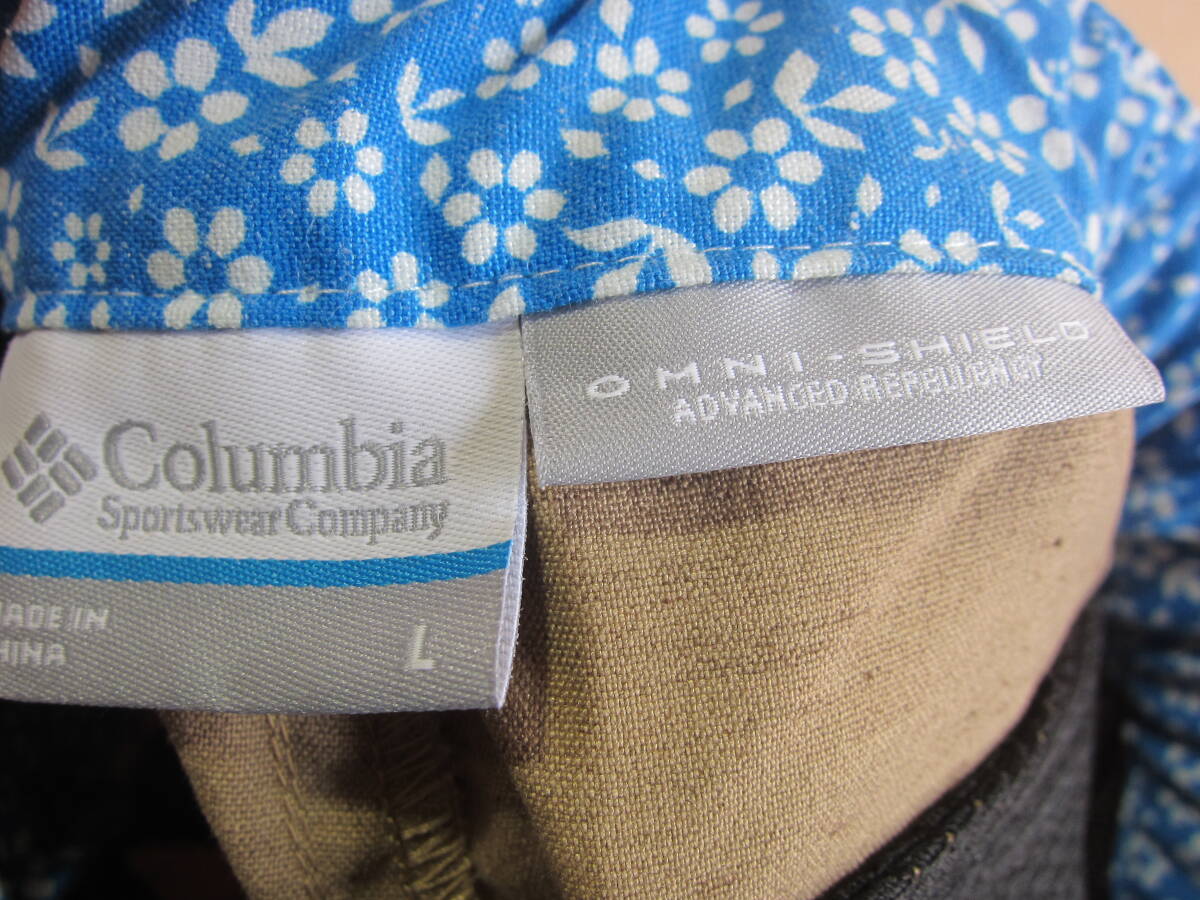 Columbia
Sportswear Company
MADE IN
CHINA
L
OMNI-SHIELD
ADVANCED REPELLENCY